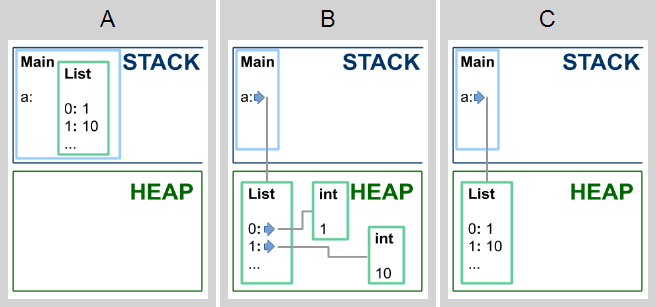 A
Main
STACK
List
a:
0: 1
1: 10
...
HEAP
B
Main
STACK
a:
List
int
HEAP
0:
1
1:
int
...
10
C
Main
STACK
a:
List
HEAP
0: 1
1: 10
...